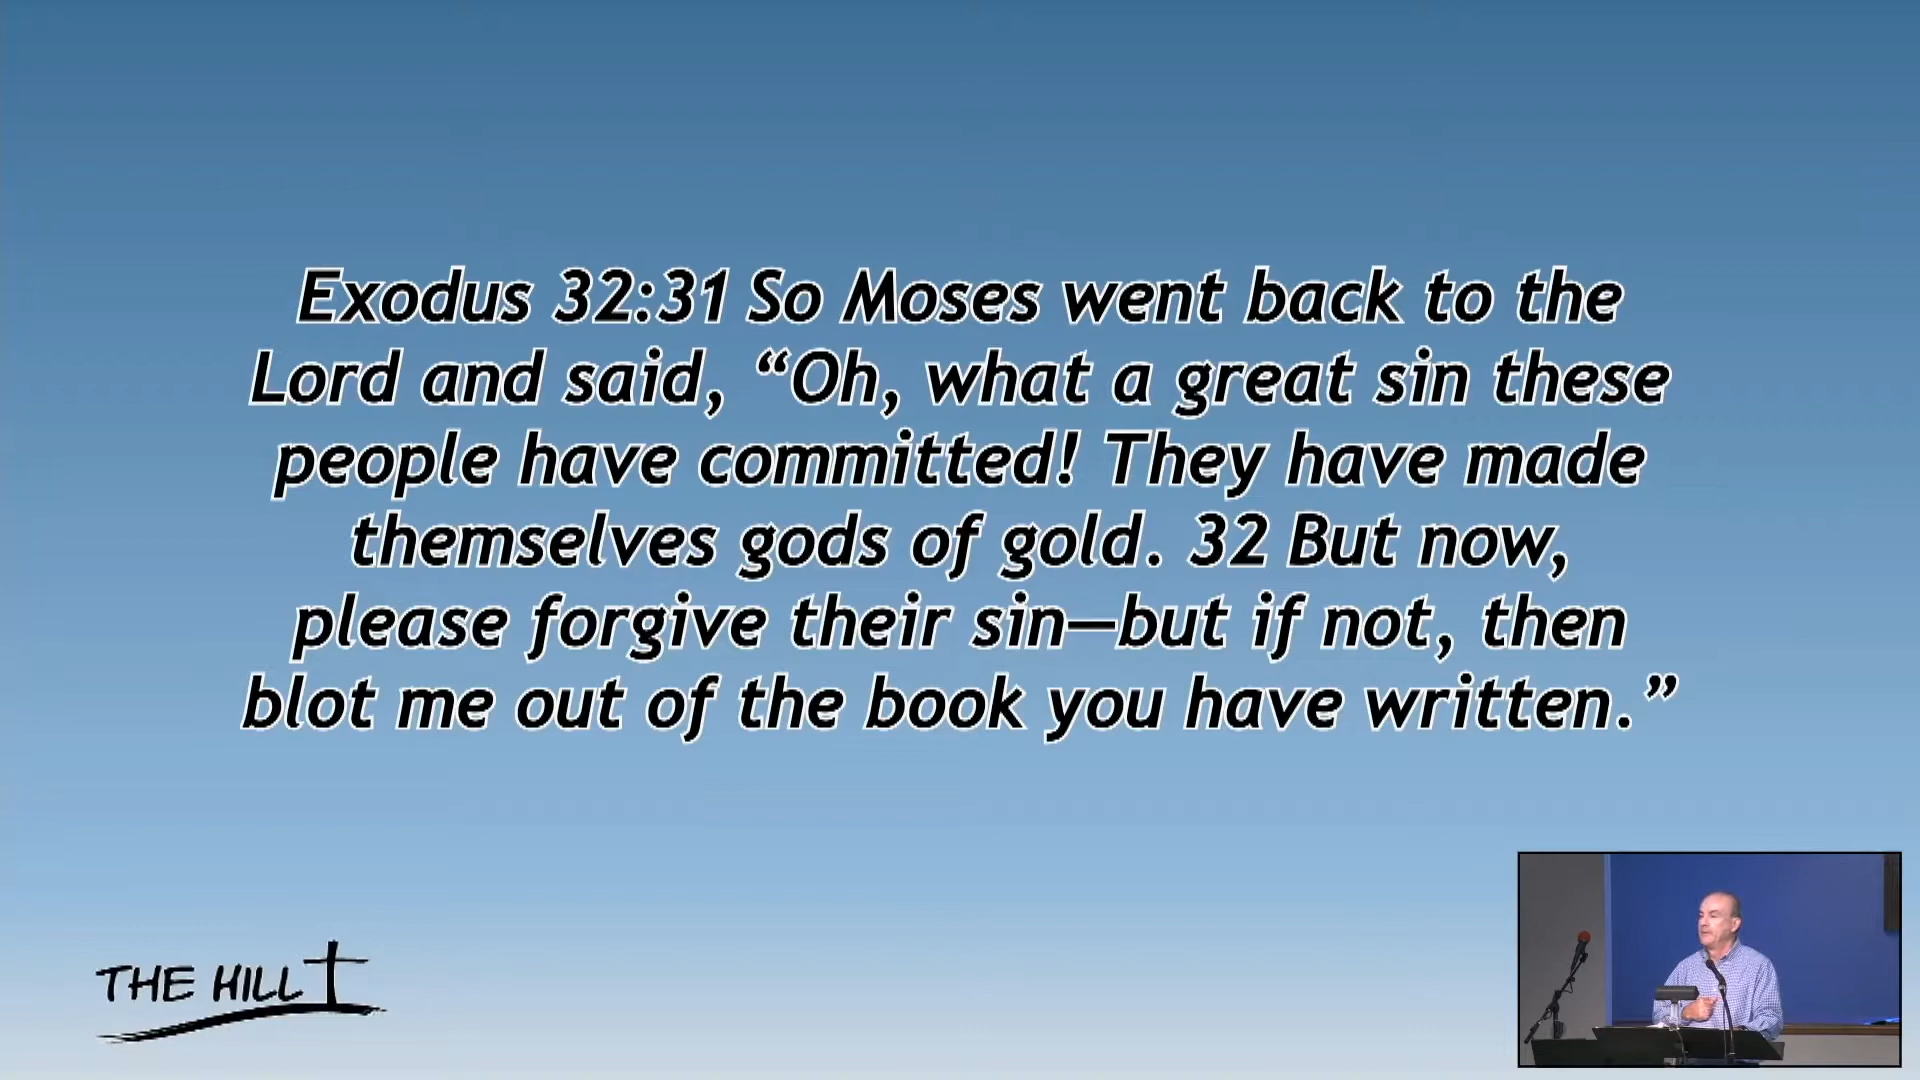 Exodus 32:31 So Moses went back to the
Lord and said, “Oh, what a great sin these
people have committed! They have made
themselves gods of gold. 32 But now,
please forgive their sin—but if not, then
blot me out of the book you have written.”
THE HILL